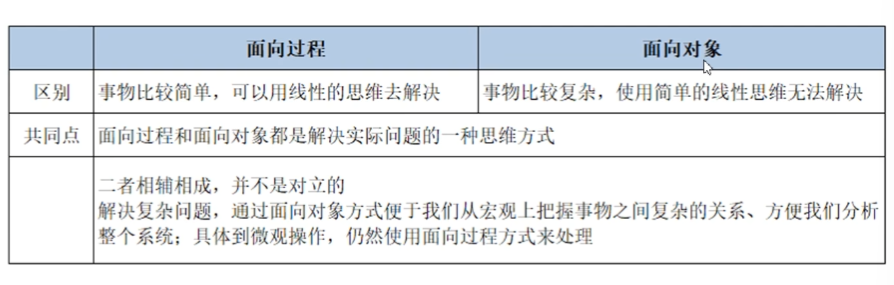 面向过程 面向对象
区别 事物比较简单，可以用线性的思维去解决 事物比较复杂，使用简单的线性思维无法解决
共同点 面向过程和面向对象都是解决实际问题的一种思维方式
二者相辅相成，并不是对立的
解决复杂问题，通过面向对象方式便于我们从宏观上把握事物之间复杂的关系、方便我们分析
整个系统；具体到微观操作，仍然使用面向过程方式来处理